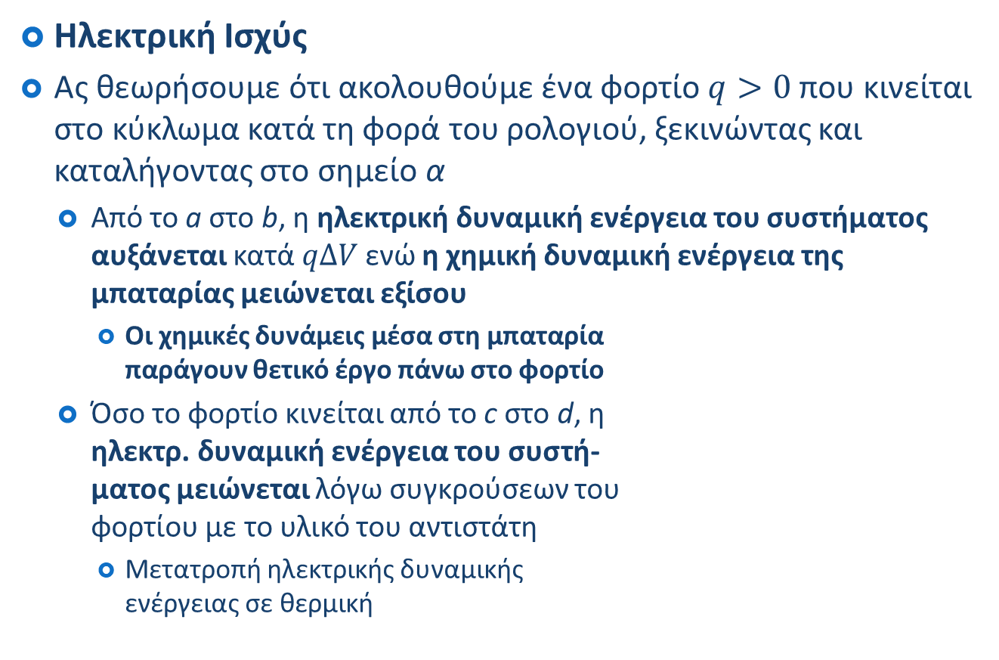 Ηλεκτρική Ισχύς
Ας θεωρήσουμε ότι ακολουθούμε ένα φορτίο q > 0 που κινείται
στο κύκλωμα κατά τη φορά του ρολογιού, ξεκινώντας και
καταλήγοντας στο σημείο α
Από το a στο b, η ηλεκτρική δυναμική ενέργεια του συστήματος
αυξάνεται κατά qΔV ενώ η χημική δυναμική ενέργεια της
μπαταρίας μειώνεται εξίσου
Οι χημικές δυνάμεις μέσα στη μπαταρία
παράγουν θετικό έργο πάνω στο φορτίο
Όσο το φορτίο κινείται από το c στο d, η
ηλεκτρ. δυναμική ενέργεια του συστή-
ματος μειώνεται λόγω συγκρούσεων του
φορτίου με το υλικό του αντιστάτη
Μετατροπή ηλεκτρικής δυναμικής
ενέργειας σε θερμική